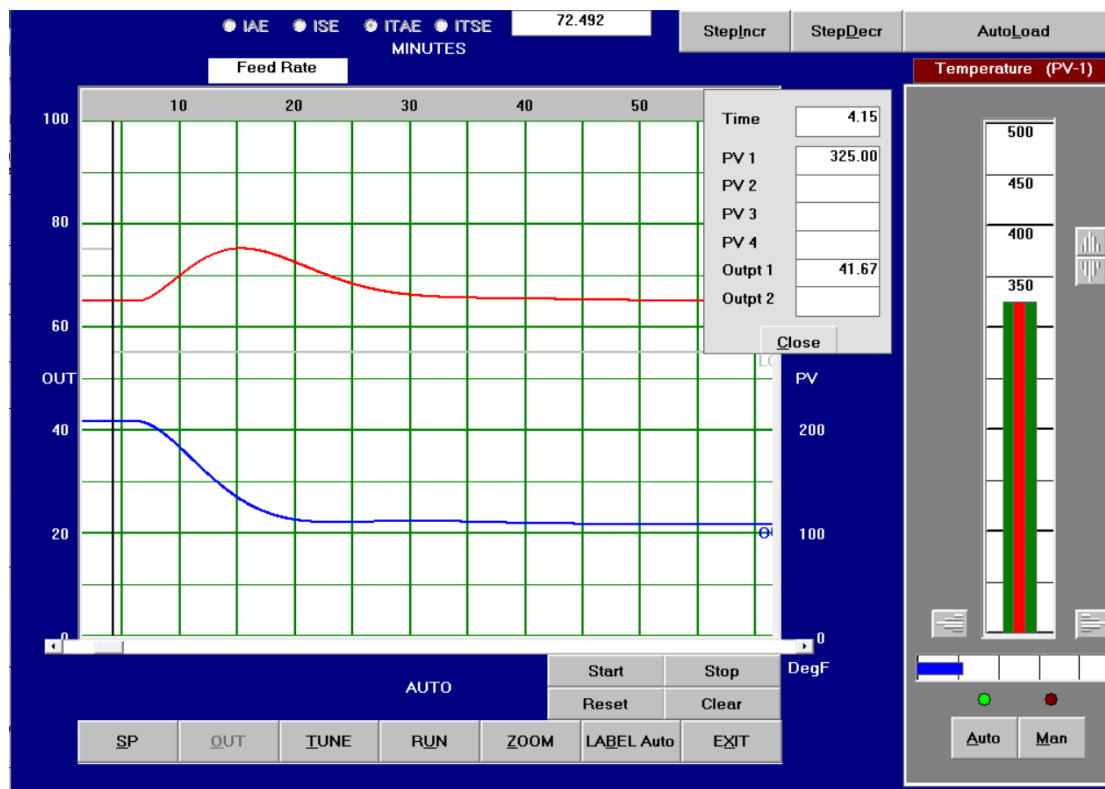 IAE ISE ITAE ITSE 72.492 StepIncr StepDecr AutoLoad
MINUTES
Feed Rate Temperature (PV-1)
10 20 30 40 50
100
80
60
OUT
40
20
0
Time 4.15
PV 1 325.00
PV 2
PV 3
PV 4
Outpt 1 41.67
Outpt 2
Close
PV
200
100
0
DegF
500
450
400
350
AUTO
Start Stop
Reset Clear
SP OUT TUNE RUN ZOOM LABEL Auto EXIT
Auto Man